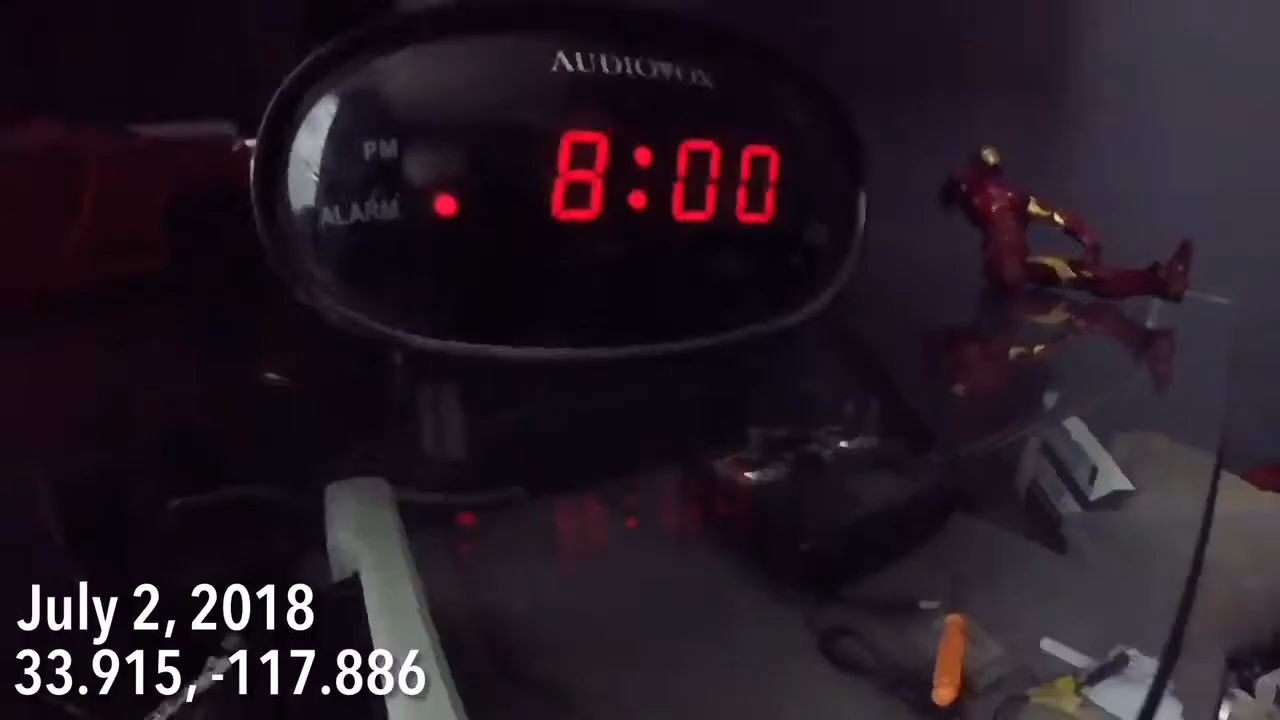 AUDIOVOX
PM
8:00
ALARM
July 2, 2018
33.915, -117.886